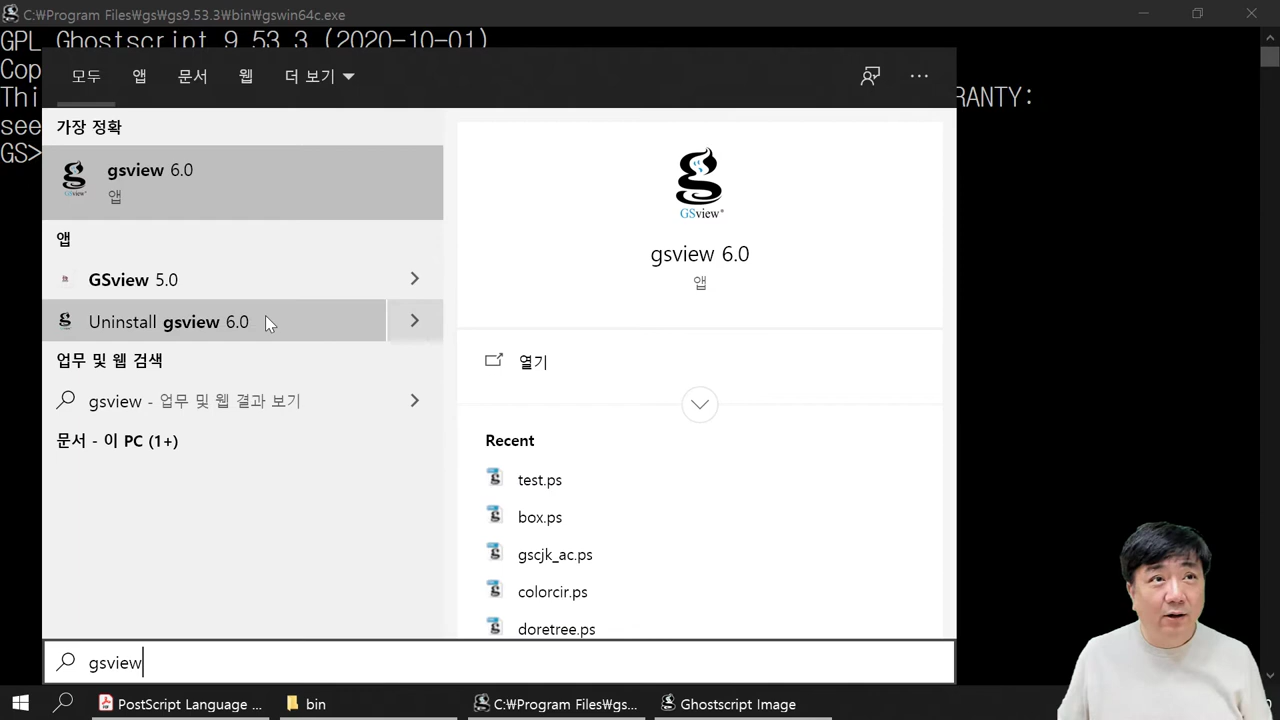 C:₩Program Files₩gs₩gs9.53.3₩bin₩gswin64c.exe
GPL Ghostscript 9.53.3 (2020-10-01)
Cop
Thi
RANTY:
see
GS>
모두 앱 문서 웹 더 보기
가장 정확
gsview 6.0
앱
앱
GSview 5.0
Uninstall gsview 6.0
업무 및 웹 검색
gsview - 업무 및 웹 결과 보기
문서 - 이 PC (1+)
GSview
gsview 6.0
앱
열기
Recent
test.ps
box.ps
gscjk_ac.ps
colorcir.ps
doretree.ps
gsview
PostScript Language ...
bin
C:₩Program Files₩gs...
Ghostscript Image